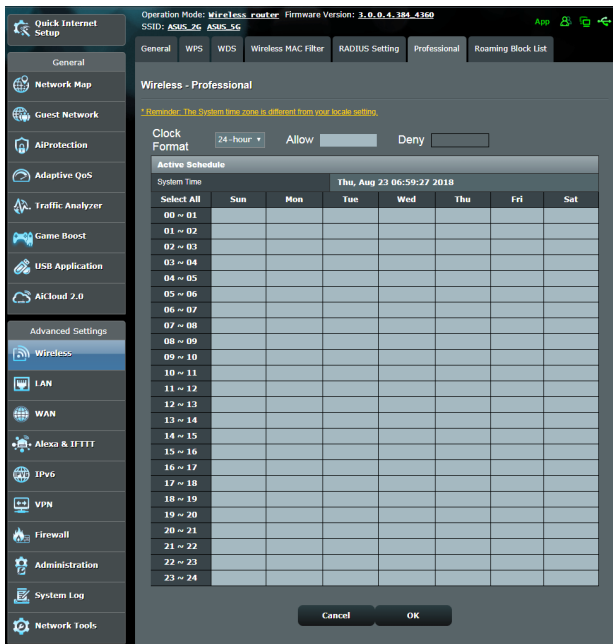 Quick Internet
Setup
General
Network Map
Guest Network
AiProtection
Adaptive QoS
Traffic Analyzer
Game Boost
USB Application
AiCloud 2.0
Advanced Settings
Wireless
LAN
WAN
Alexa & IFTTT
IPv6
VPN
Firewall
Administration
System Log
Network Tools
Operation Mode: Wireless router Firmware Version: 3.0.0.4.384_4360
SSID: ASUS_2G ASUS_5G
App
General WPS WDS Wireless MAC Filter RADIUS Setting Professional Roaming Block List
Wireless - Professional
* Reminder: The System time zone is different from your locale setting.
Clock
Format 24-hour Allow Deny
Active Schedule
System Time Thu, Aug 23 06:59:27 2018
Select All Sun Mon Tue Wed Thu Fri Sat
00 ~ 01
01 ~ 02
02 ~ 03
03 ~ 04
04 ~ 05
05 ~ 06
06 ~ 07
07 ~ 08
08 ~ 09
09 ~ 10
10 ~ 11
11 ~ 12
12 ~ 13
13 ~ 14
14 ~ 15
15 ~ 16
16 ~ 17
17 ~ 18
18 ~ 19
19 ~ 20
20 ~ 21
21 ~ 22
22 ~ 23
23 ~ 24
Cancel OK